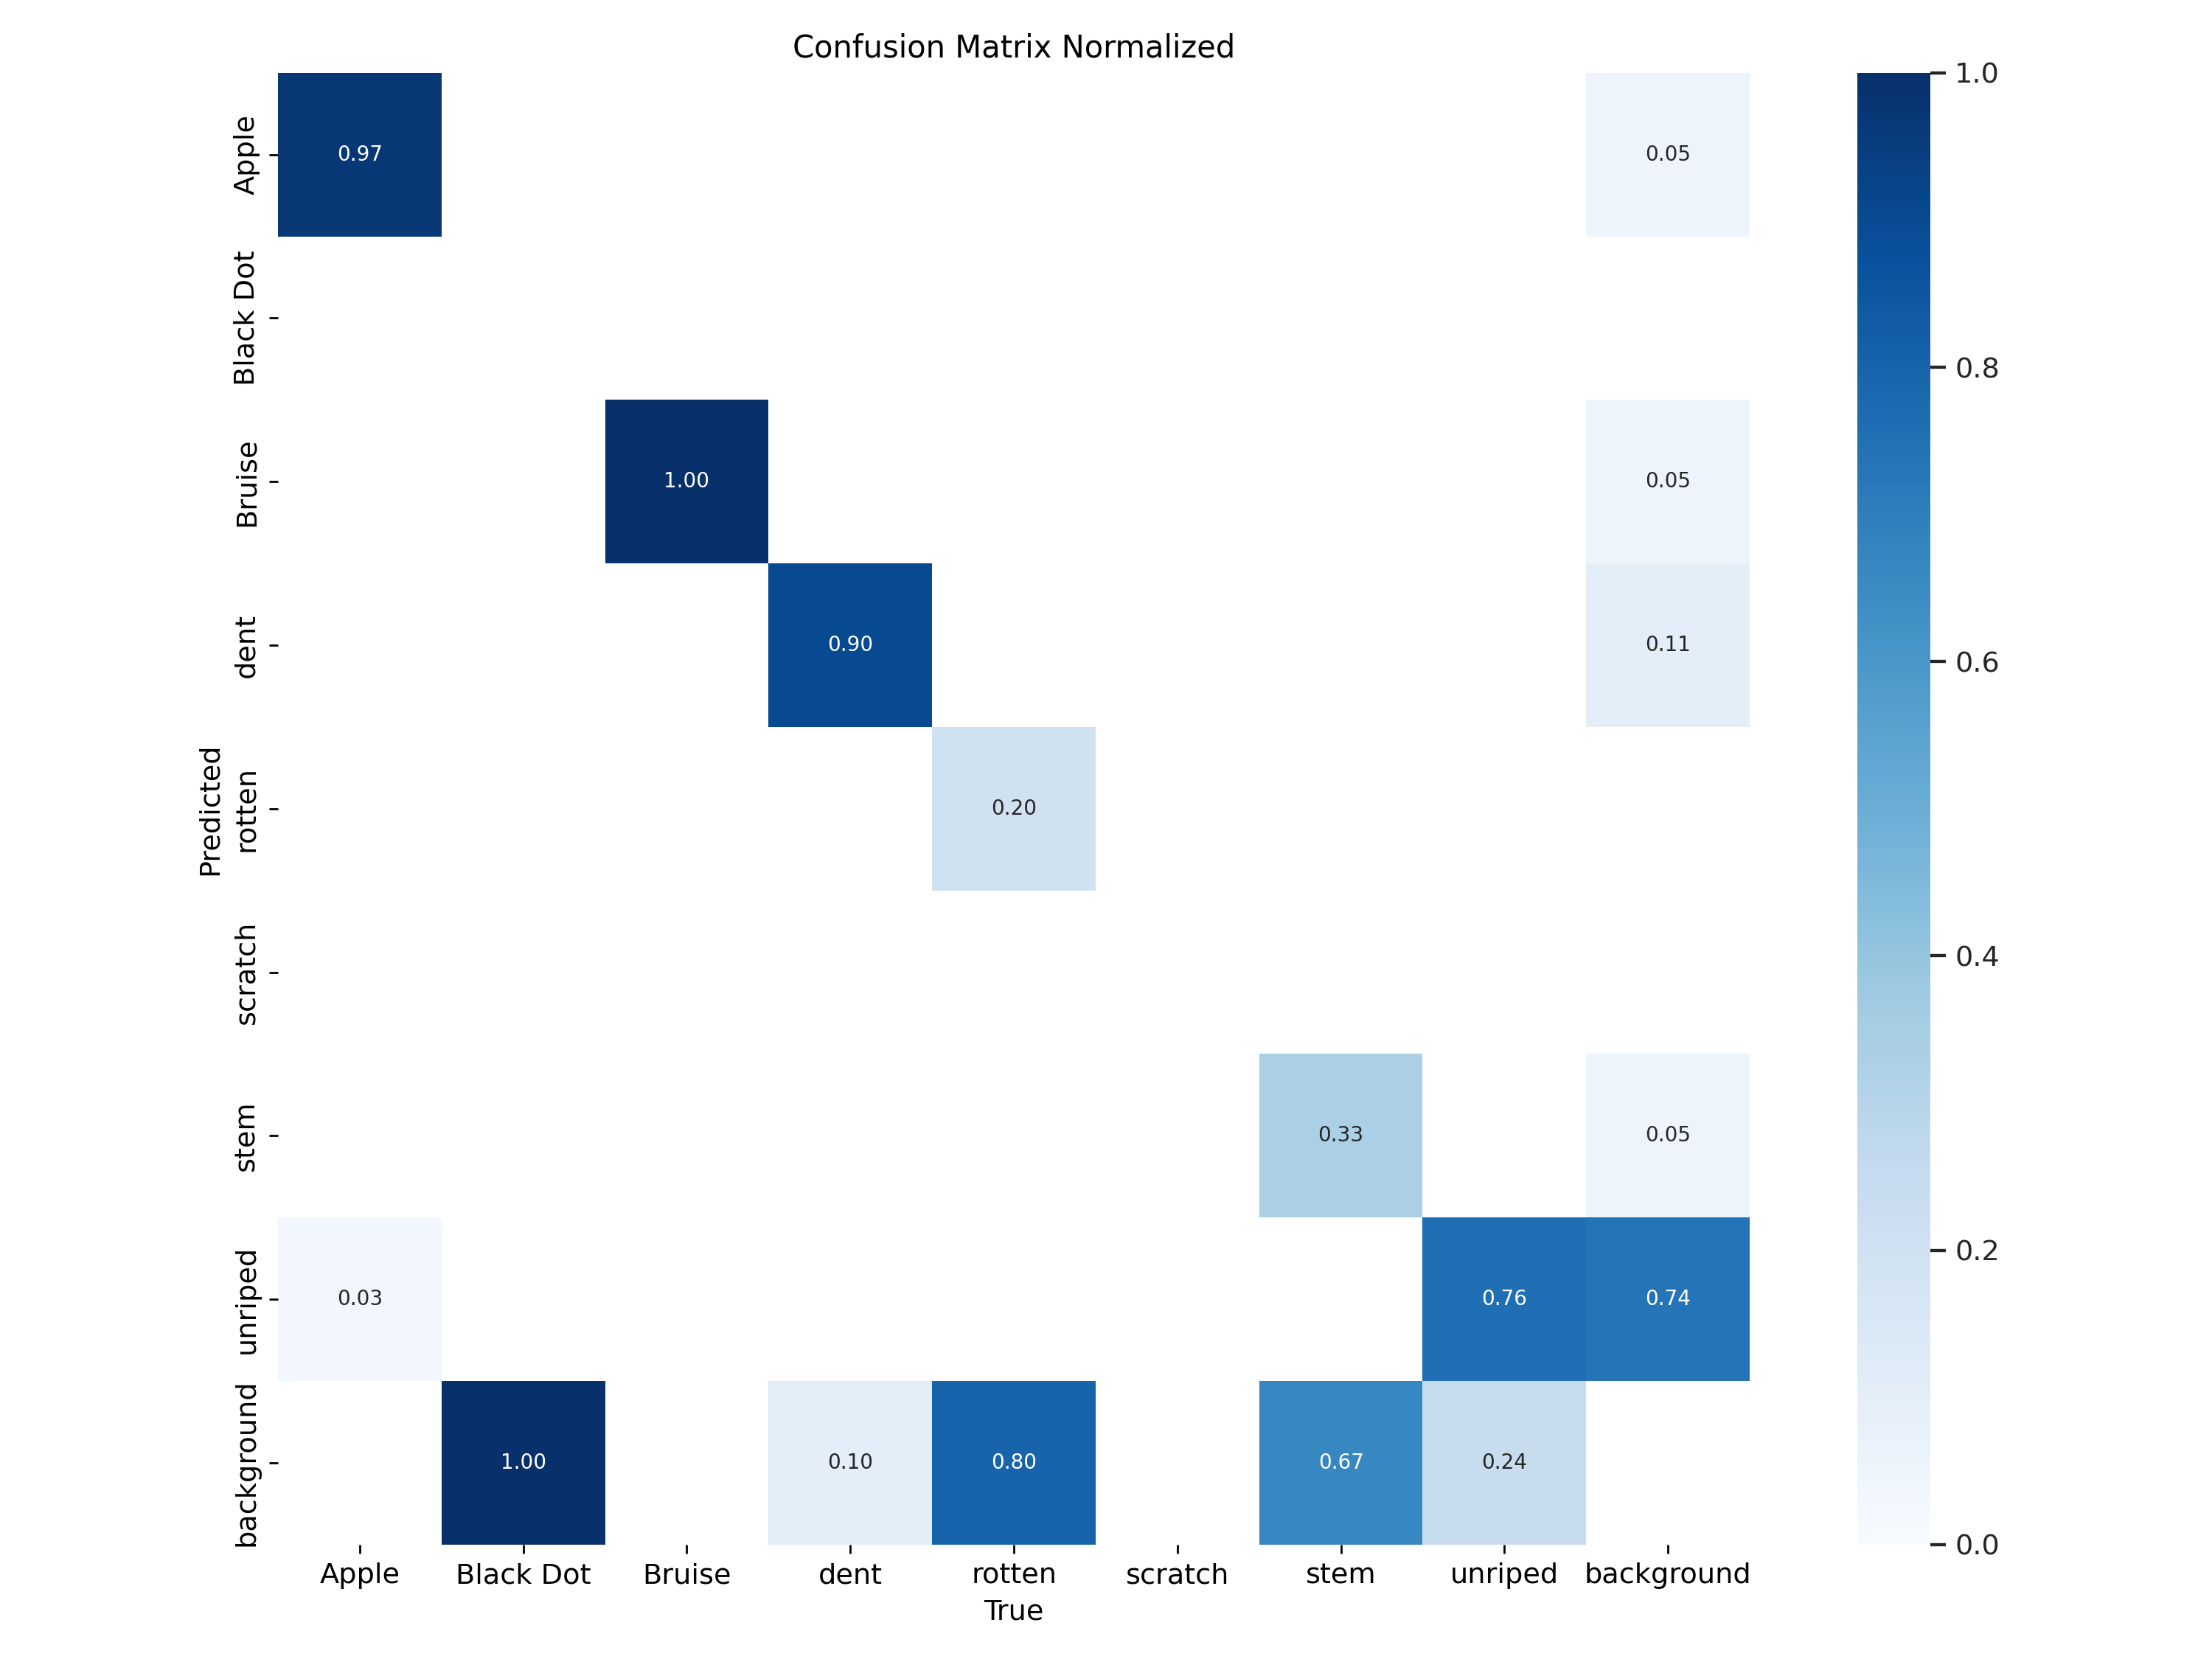 Confusion Matrix Normalized
Predicted
Apple
0.97
0.05
Black Dot
Bruise
1.00
0.05
dent
0.90
0.11
rotten
0.20
scratch
stem
0.33
0.05
unriped
0.03
0.76
0.74
background
1.00
0.10
0.80
0.67
0.24
Apple Black Dot Bruise dent rotten scratch stem unriped background
True
1.0
0.8
0.6
0.4
0.2
0.0